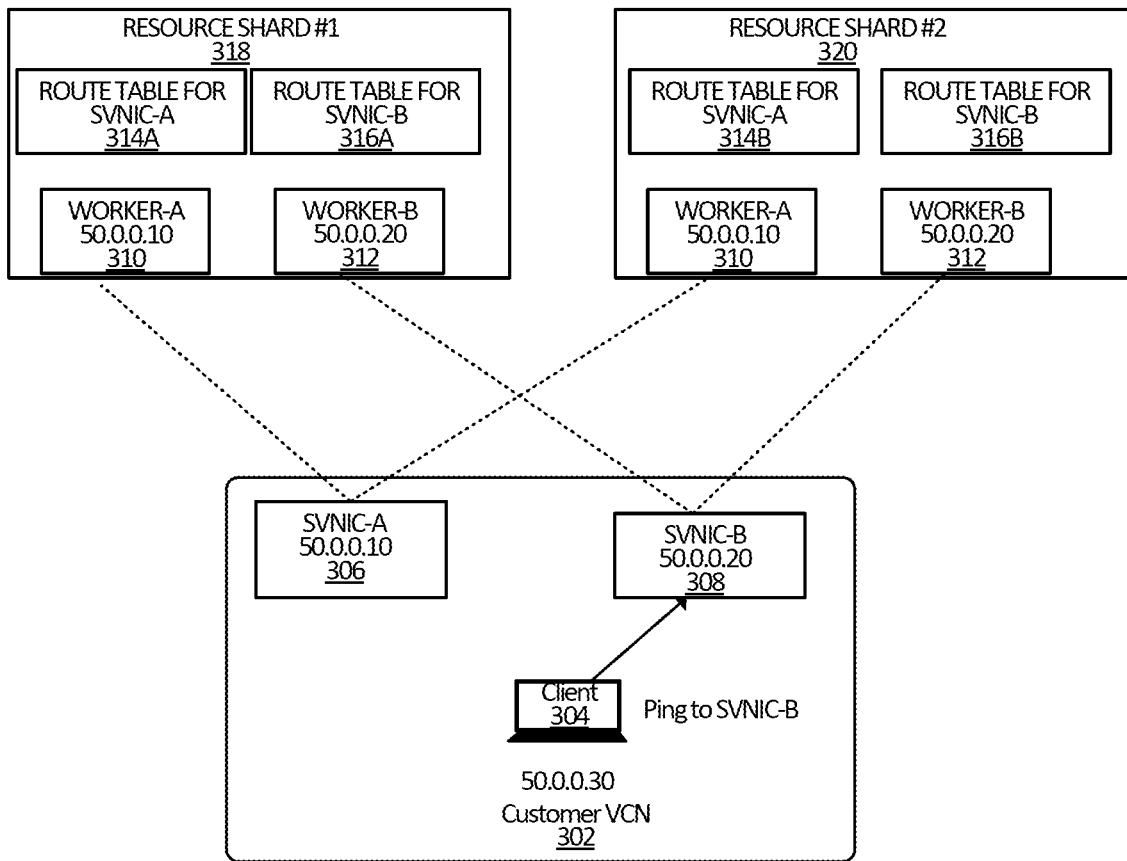 RESOURCE SHARD #1
318
ROUTE TABLE FOR
SVNIC-A
314A
ROUTE TABLE FOR
SVNIC-B
316A
WORKER-A
50.0.0.10
310
WORKER-B
50.0.0.20
312
RESOURCE SHARD #2
320
ROUTE TABLE FOR
SVNIC-A
314B
ROUTE TABLE FOR
SVNIC-B
316B
WORKER-A
50.0.0.10
310
WORKER-B
50.0.0.20
312
SVNIC-A
50.0.0.10
306
SVNIC-B
50.0.0.20
308
Client
304
Ping to SVNIC-B
50.0.0.30
Customer VCN
302